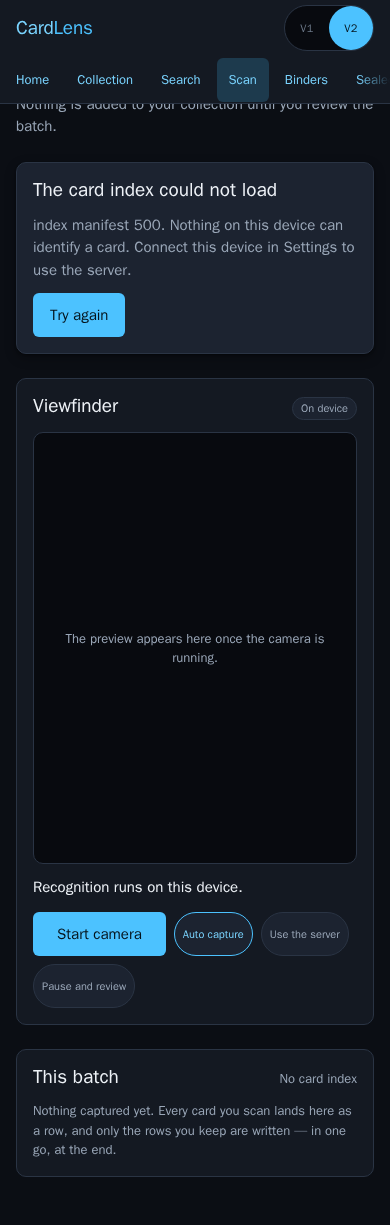 CardLens
V1
V2
Home
Collection
Search
Scan
Binders
Seale
Nothing is added to your collection until you review the
batch.
The card index could not load
index manifest 500. Nothing on this device can
identify a card. Connect this device in Settings to
use the server.
Try again
Viewfinder
On device
The preview appears here once the camera is
running.
Recognition runs on this device.
Start camera
Auto capture
Use the server
Pause and review
This batch
No card index
Nothing captured yet. Every card you scan lands here as
a row, and only the rows you keep are written — in one
go, at the end.